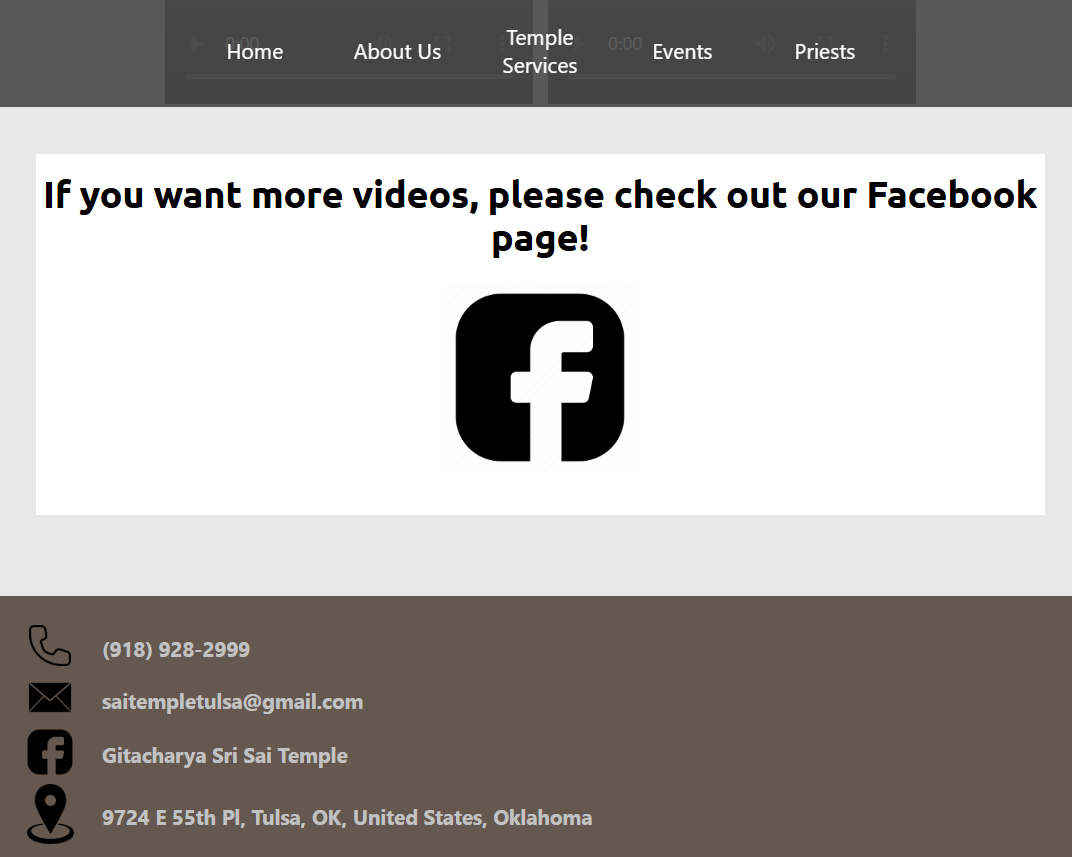 0:00
0:00
Home
About Us
Temple
Services
Events
Priests
If you want more videos, please check out our Facebook
page!
(918) 928-2999
saitempletulsa@gmail.com
Gitacharya Sri Sai Temple
9724 E 55th Pl, Tulsa, OK, United States, Oklahoma